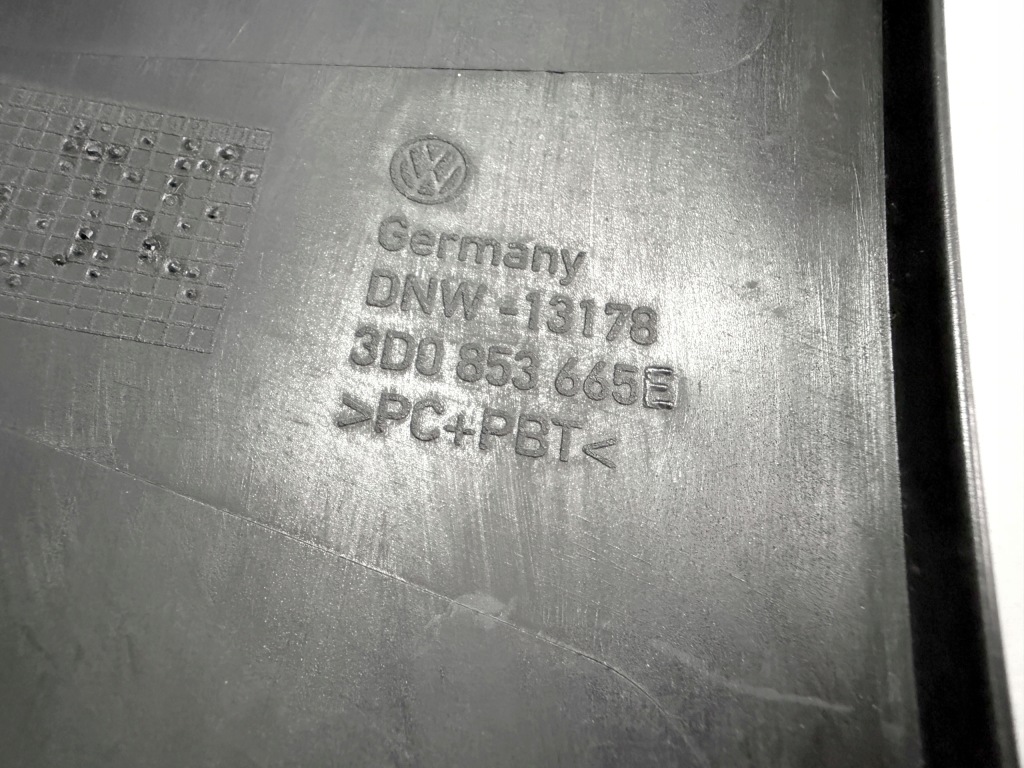 Germany
DNW -13178
3D0 853 665E
>PC+PBT<